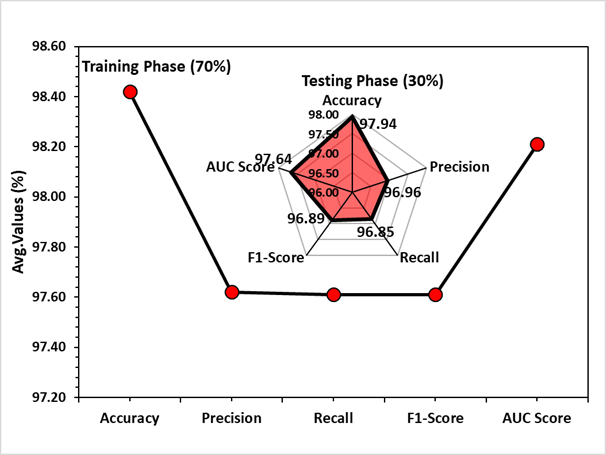 98.60
98.40
98.20
98.00
97.80
97.60
97.40
97.20
Avg.Values (%)
Training Phase (70%)
Testing Phase (30%)
Accuracy
98.00
97.50
97.00
96.50
96.00
97.94
Precision
96.96
Recall
96.85
F1-Score
96.89
AUC Score
97.64
Accuracy Precision Recall F1-Score AUC Score